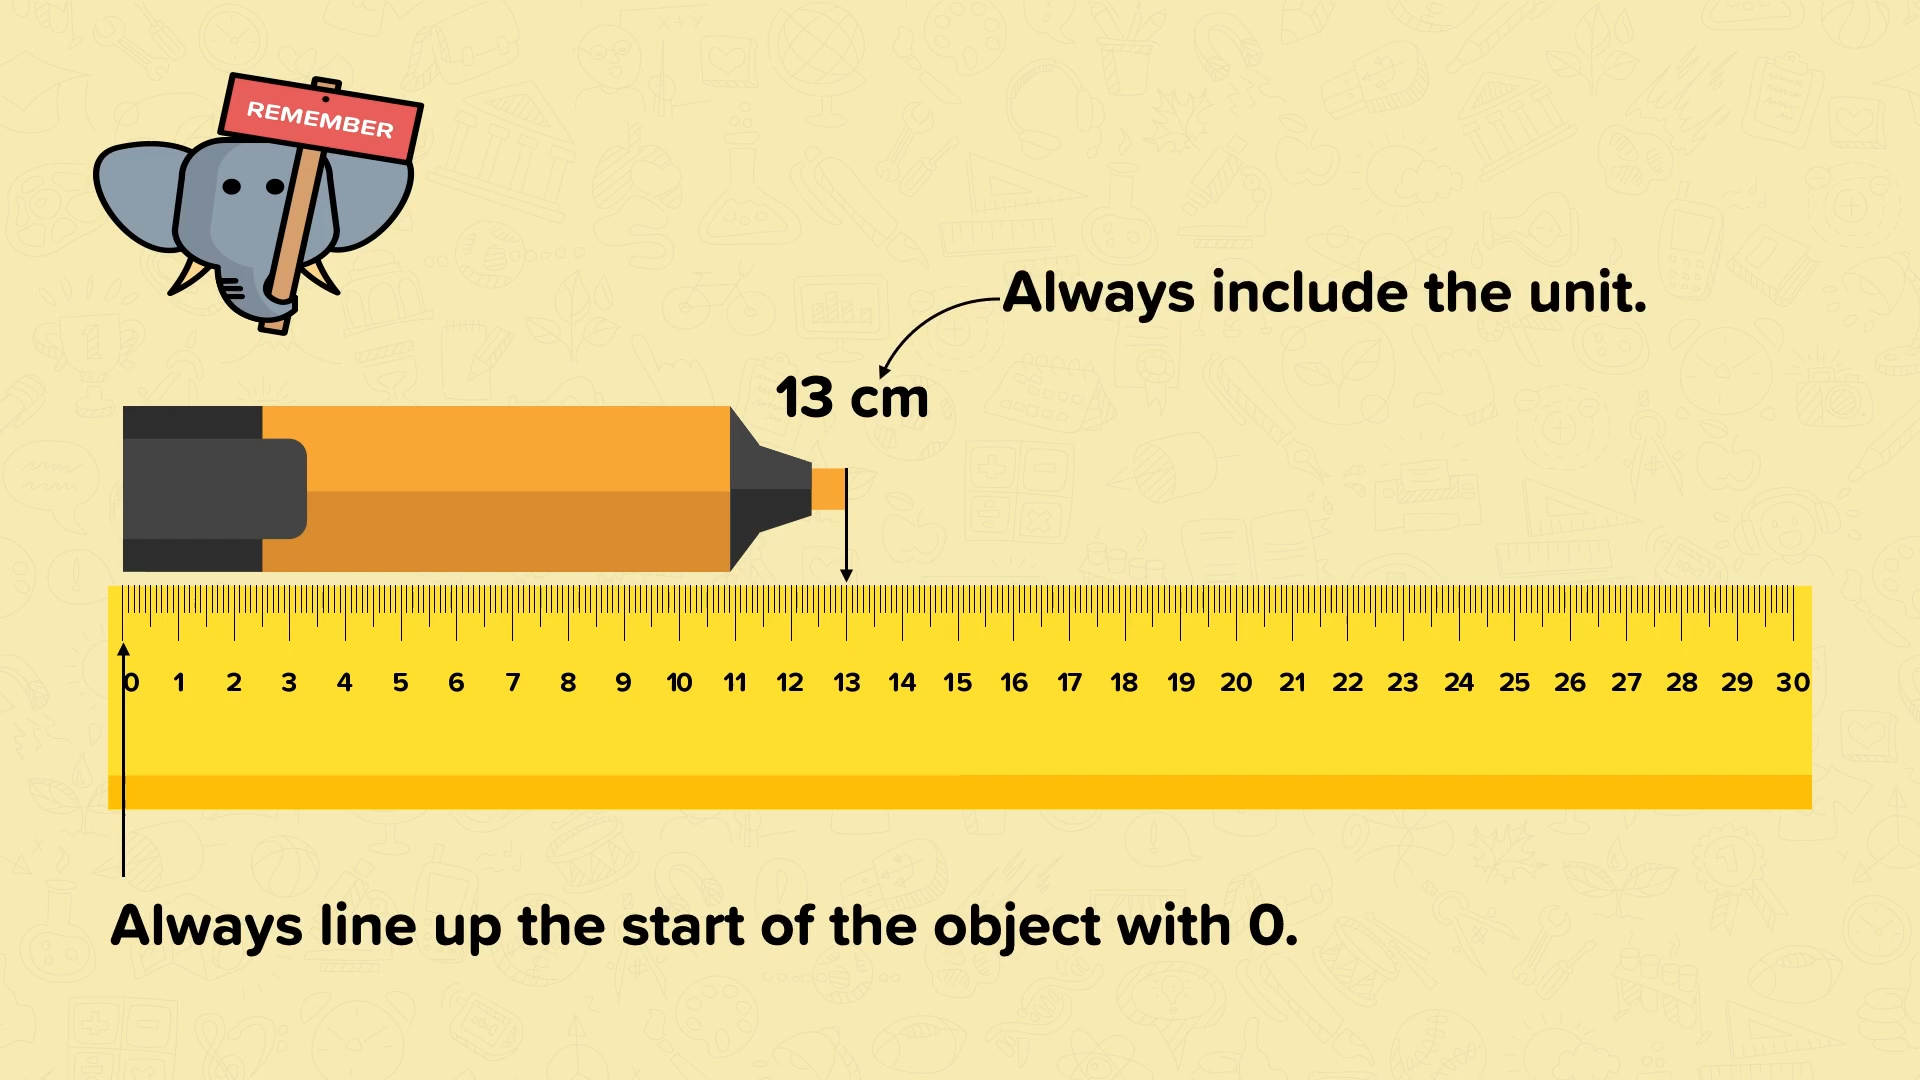 REMEMBER
Always include the unit.
13 cm
0 1 2 3 4 5 6 7 8 9 10 11 12 13 14 15 16 17 18 19 20 21 22 23 24 25 26 27 28 29 30
Always line up the start of the object with 0.